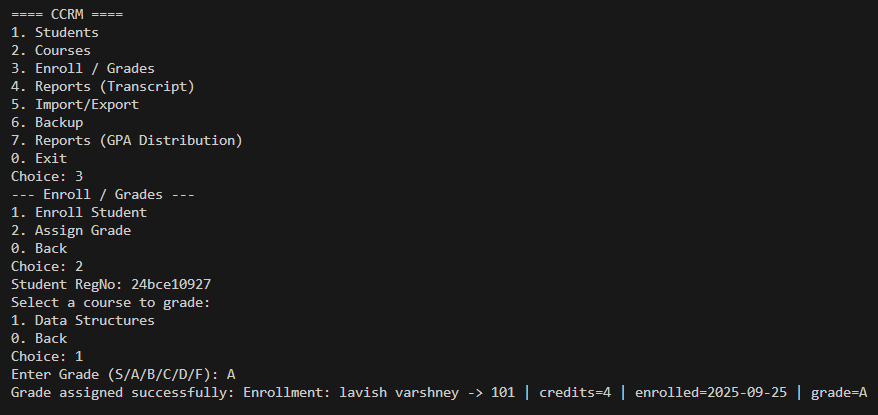 ==== CCRM ====
1. Students
2. Courses
3. Enroll / Grades
4. Reports (Transcript)
5. Import/Export
6. Backup
7. Reports (GPA Distribution)
0. Exit
Choice: 3
--- Enroll / Grades ---
1. Enroll Student
2. Assign Grade
0. Back
Choice: 2
Student RegNo: 24bce10927
Select a course to grade:
1. Data Structures
0. Back
Choice: 1
Enter Grade (S/A/B/C/D/F): A
Grade assigned successfully: Enrollment: lavish varshney -> 101 | credits=4 | enrolled=2025-09-25 | grade=A